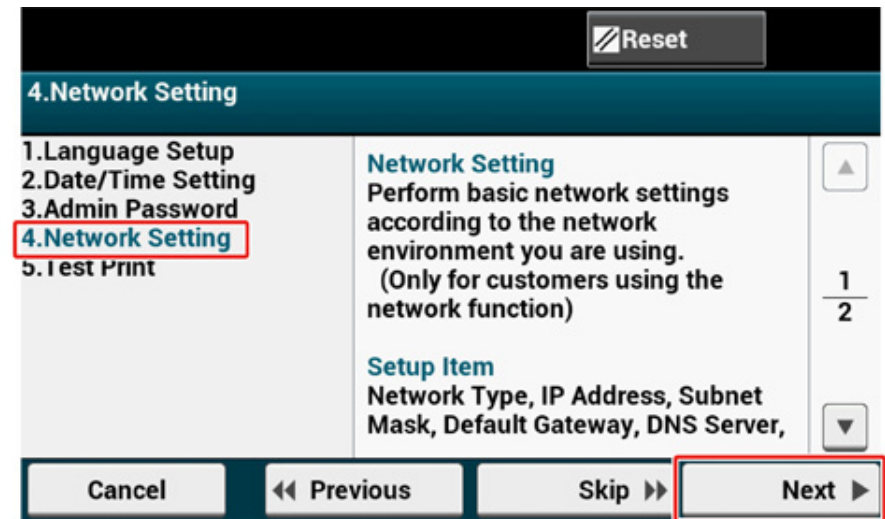 Reset
4.Network Setting
1.Language Setup
2.Date/Time Setting
3.Admin Password
4.Network Setting
5.Test Print
Network Setting
Perform basic network settings
according to the network
environment you are using.
(Only for customers using the
network function)
Setup Item
Network Type, IP Address, Subnet
Mask, Default Gateway, DNS Server,
1
2
Cancel
Previous
Skip
Next